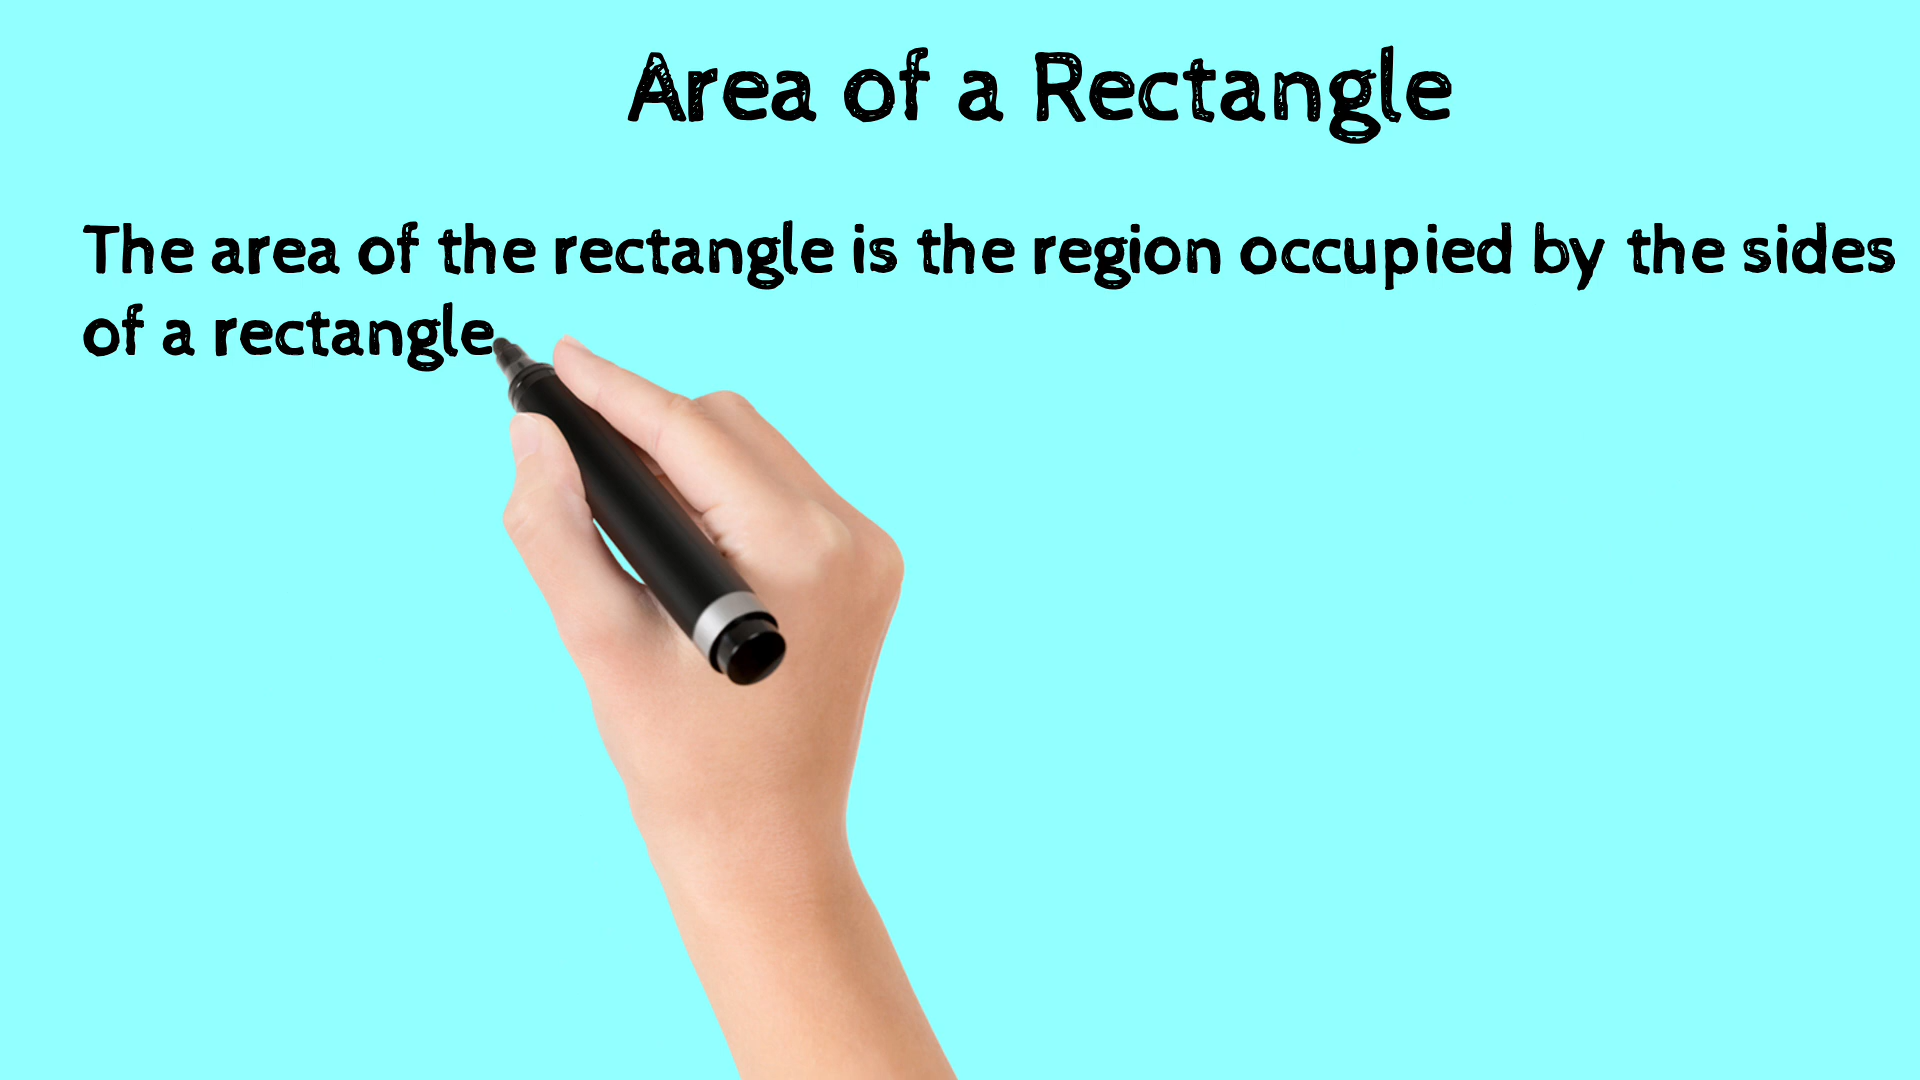 Area of a Rectangle
The area of the rectangle is the region occupied by the sides
of a rectangle